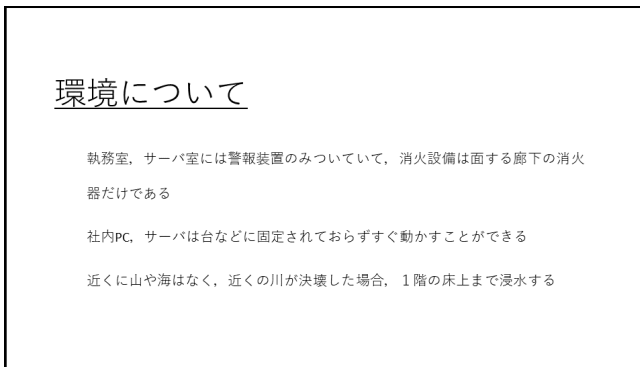 環境について
執務室，サーバ室には警報装置のみついていて，消火設備は面する廊下の消火
器だけである
社内PC，サーバは台などに固定されておらずすぐ動かすことができる
近くに山や海はなく，近くの川が決壊した場合，１階の床上まで浸水する